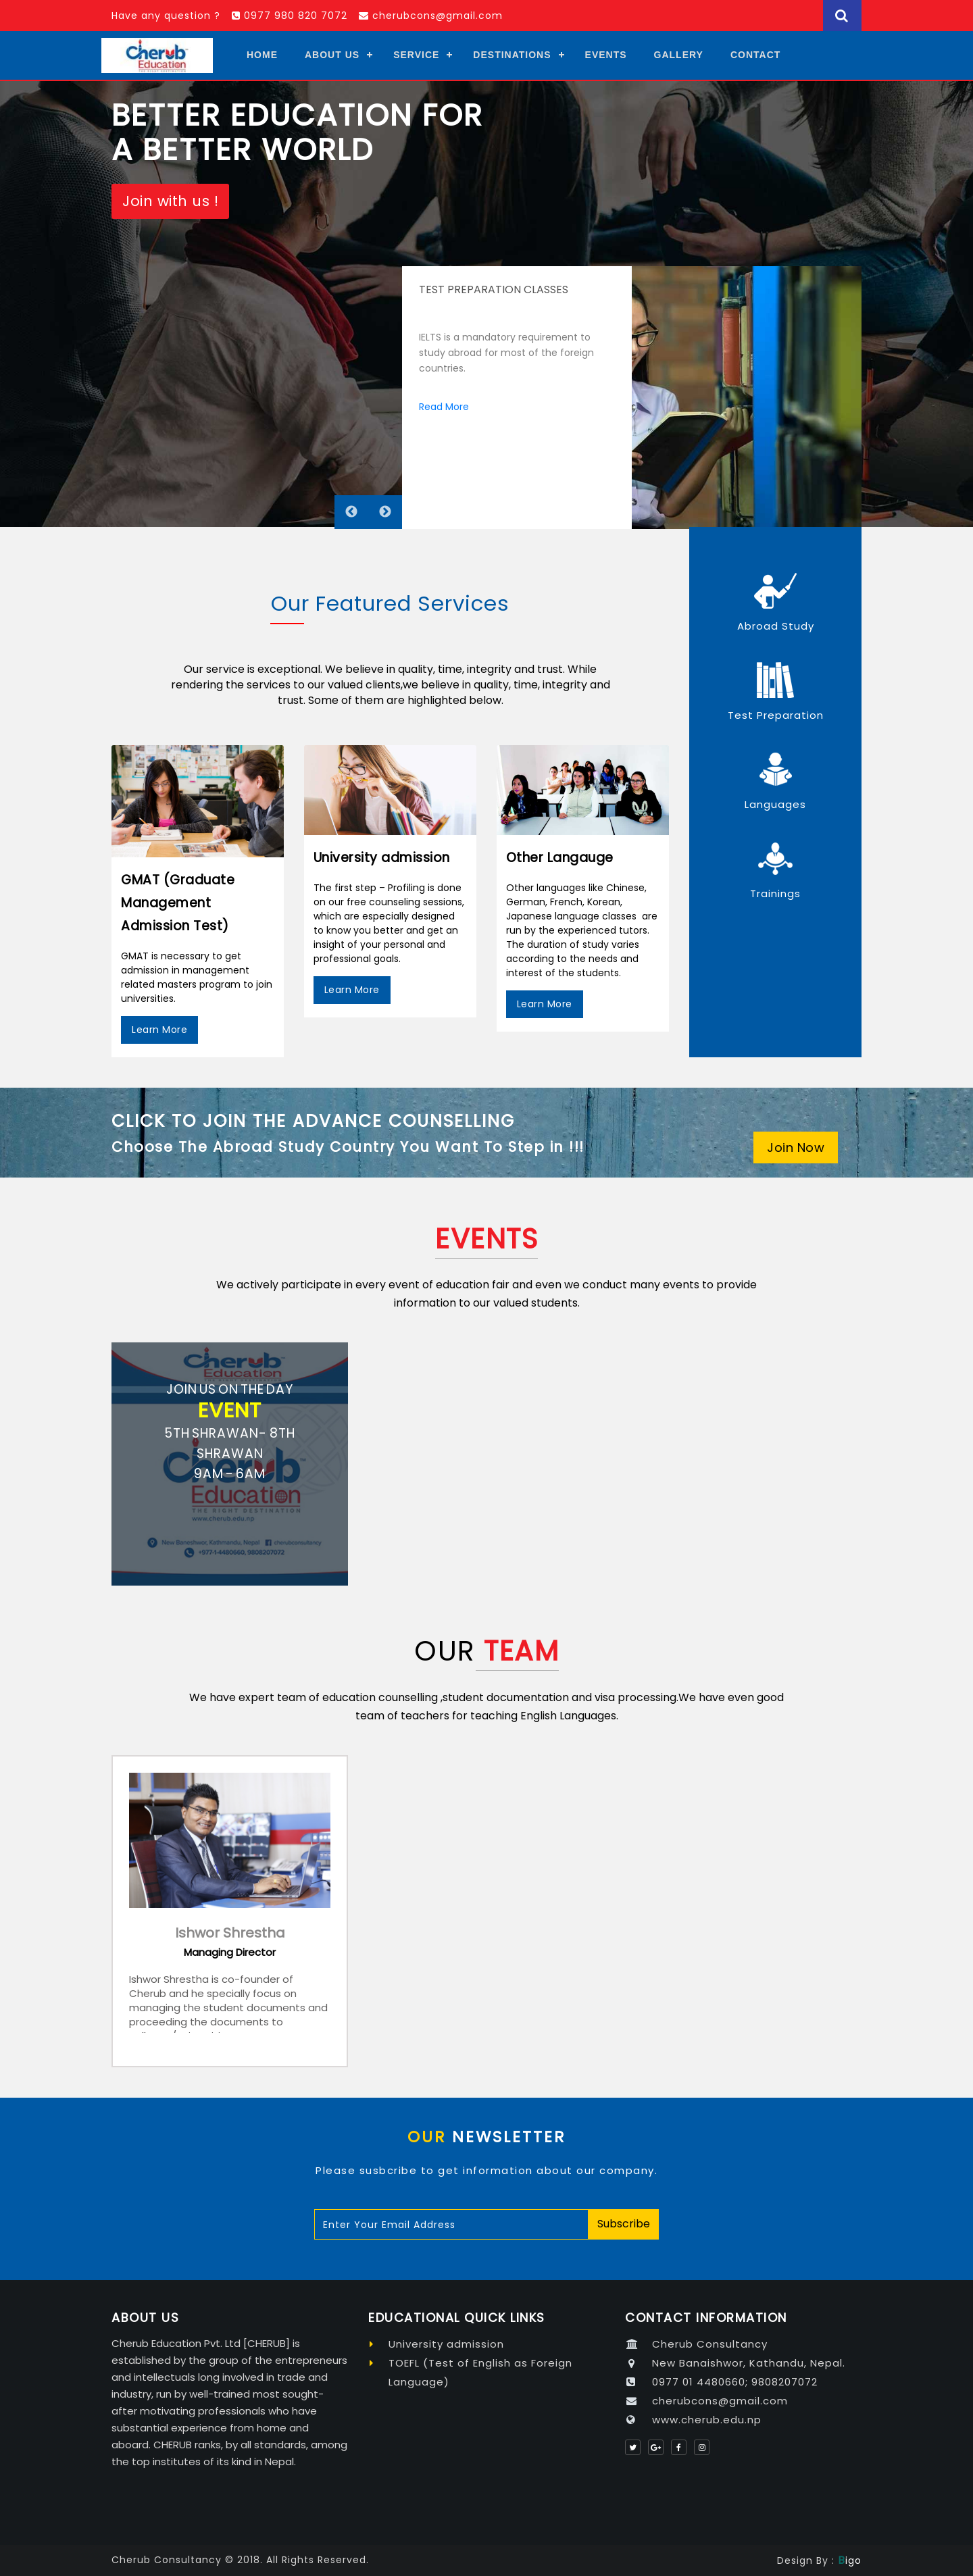 Have any question ? 0977 980 820 7072 cherubcons@gmail.com
Cherub
Education
HOME ABOUT US + SERVICE + DESTINATIONS + EVENTS GALLERY CONTACT
BETTER EDUCATION FOR
A BETTER WORLD
Join with us !
TEST PREPARATION CLASSES
IELTS is a mandatory requirement to
study abroad for most of the foreign
countries.
Read More
Our Featured Services
Our service is exceptional. We believe in quality, time, integrity and trust. While
rendering the services to our valued clients,we believe in quality, time, integrity and
trust. Some of them are highlighted below.
GMAT (Graduate
Management
Admission Test)
GMAT is necessary to get
admission in management
related masters program to join
universities.
Learn More
University admission
The first step – Profiling is done
on our free counseling sessions,
which are especially designed
to know you better and get an
insight of your personal and
professional goals.
Learn More
Other Langauge
Other languages like Chinese,
German, French, Korean,
Japanese language classes are
run by the experienced tutors.
The duration of study varies
according to the needs and
interest of the students.
Learn More
Abroad Study
Test Preparation
Languages
Trainings
CLICK TO JOIN THE ADVANCE COUNSELLING
Choose The Abroad Study Country You Want To Step in !!!
Join Now
EVENTS
We actively participate in every event of education fair and even we conduct many events to provide
information to our valued students.
Cherub
Education
JOIN US ON THE DAY
EVENT
5TH SHRAWAN- 8TH
SHRAWAN
9AM - 6AM
Cherub
Education
THE RIGHT DESTINATION
www.cherub.edu.np
New Baneshwor, Kathmandu, Nepal cherubconsultancy
+977-1-4480660, 9808207072
OUR TEAM
We have expert team of education counselling ,student documentation and visa processing.We have even good
team of teachers for teaching English Languages.
Ishwor Shrestha
Managing Director
Ishwor Shrestha is co-founder of
Cherub and he specially focus on
managing the student documents and
proceeding the documents to
OUR NEWSLETTER
Please susbcribe to get information about our company.
Enter Your Email Address Subscribe
ABOUT US
Cherub Education Pvt. Ltd [CHERUB] is
established by the group of the entrepreneurs
and intellectuals long involved in trade and
industry, run by well-trained most sought-
after motivating professionals who have
substantial experience from home and
aboard. CHERUB ranks, by all standards, among
the top institutes of its kind in Nepal.
EDUCATIONAL QUICK LINKS
University admission
TOEFL (Test of English as Foreign
Language)
CONTACT INFORMATION
Cherub Consultancy
New Banaishwor, Kathandu, Nepal.
0977 01 4480660; 9808207072
cherubcons@gmail.com
www.cherub.edu.np
Cherub Consultancy © 2018. All Rights Reserved.
Design By : Bigo